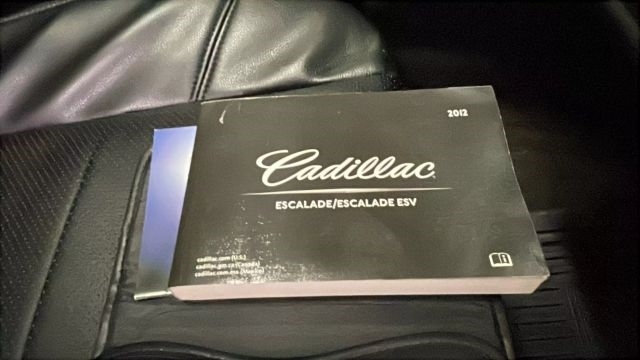 2012
Cadillac
ESCALADE/ESCALADE ESV
cadillac.com (U.S.)
cadillac.gm.ca (Canada)
cadillac.com.mx (Mexico)